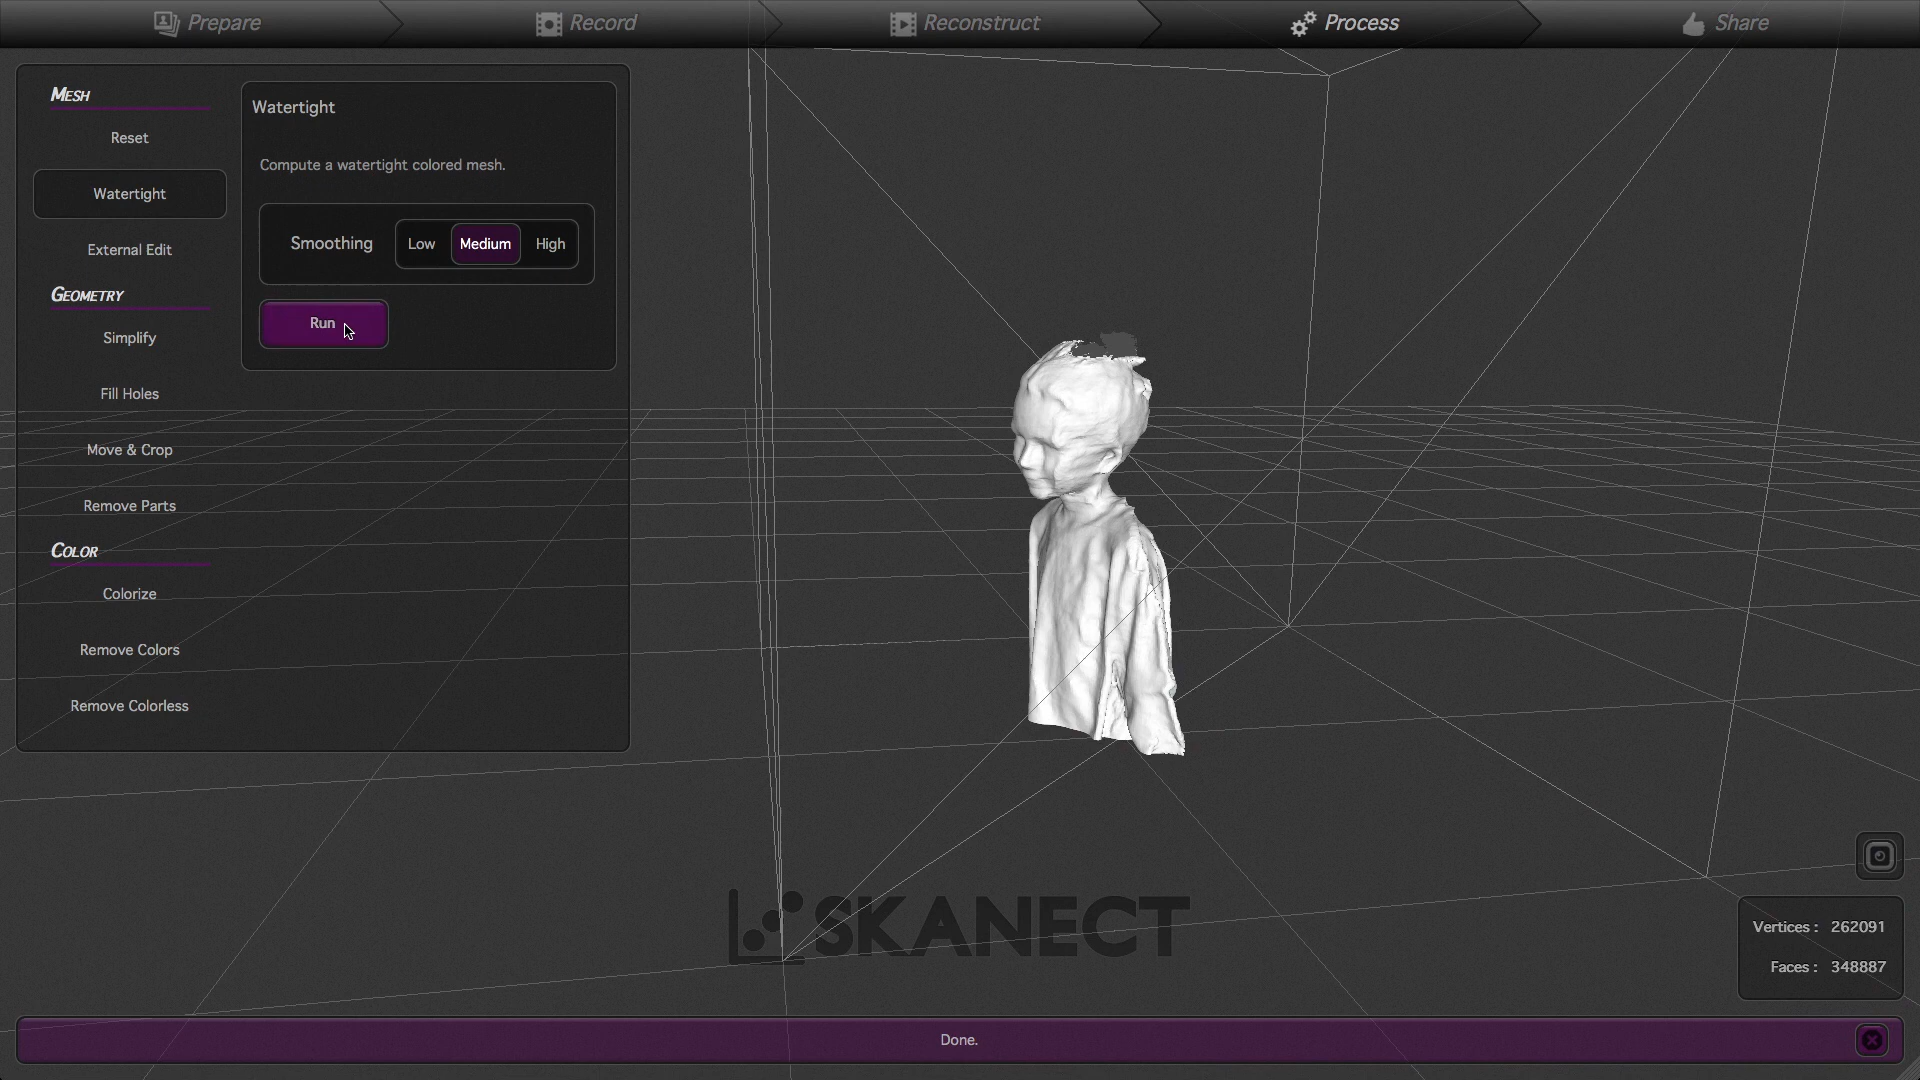 Prepare
Record
Reconstruct
Process
Share
MESH
Reset
Watertight
External Edit
GEOMETRY
Simplify
Fill Holes
Move & Crop
Remove Parts
COLOR
Colorize
Remove Colors
Remove Colorless
Watertight
Compute a watertight colored mesh.
Smoothing Low Medium High
Run
SKANECT
Vertices : 262091
Faces : 348887
Done.